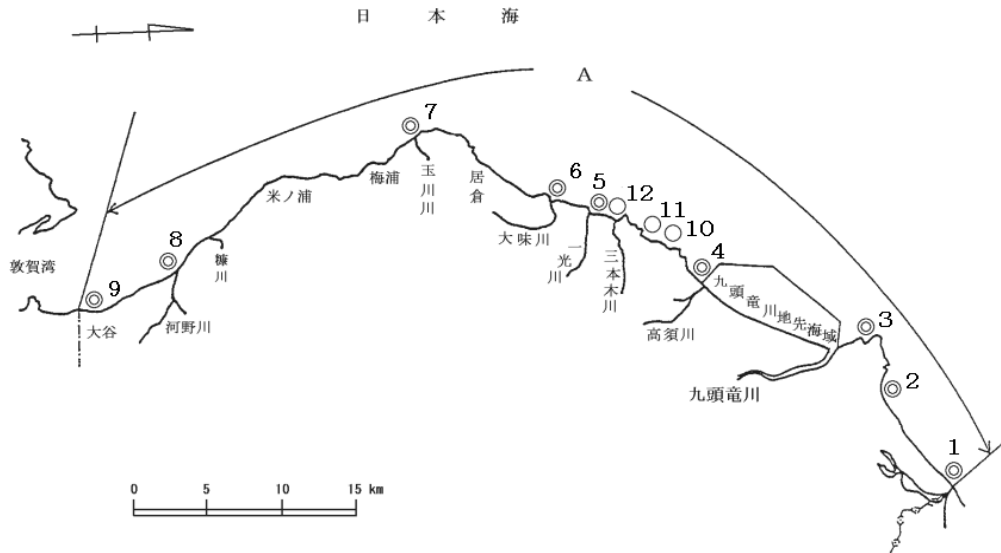 日本海
A
7
6
5
12
11
10
4
3
2
1
8
9
敦賀湾
大谷
河野川
糠川
米ノ浦
梅浦
玉川川
居倉
大味川
一光川
三本木川
高須川
九頭竜川地先海域
九頭竜川
0 5 10 15 km